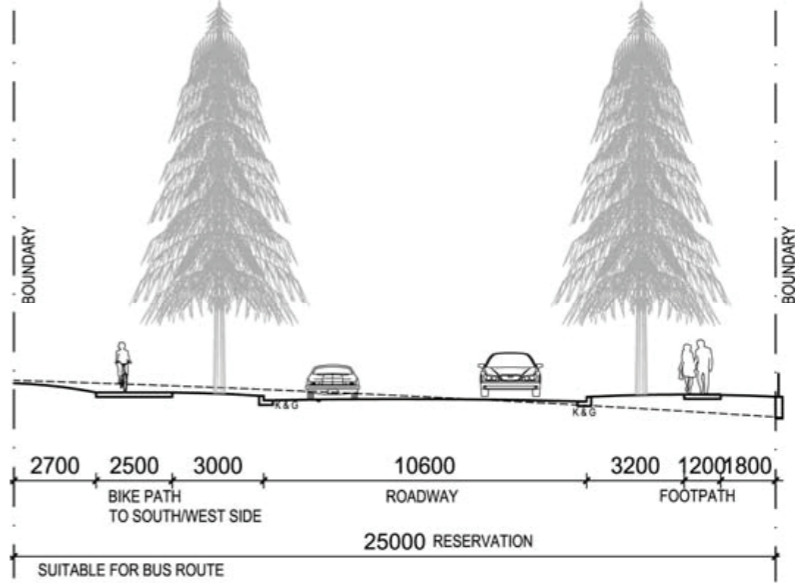 BOUNDARY
BOUNDARY
K & G
K & G
2700 2500 3000 10600 3200 1200 1800
BIKE PATH
TO SOUTH/WEST SIDE
ROADWAY
FOOTPATH
25000 RESERVATION
SUITABLE FOR BUS ROUTE